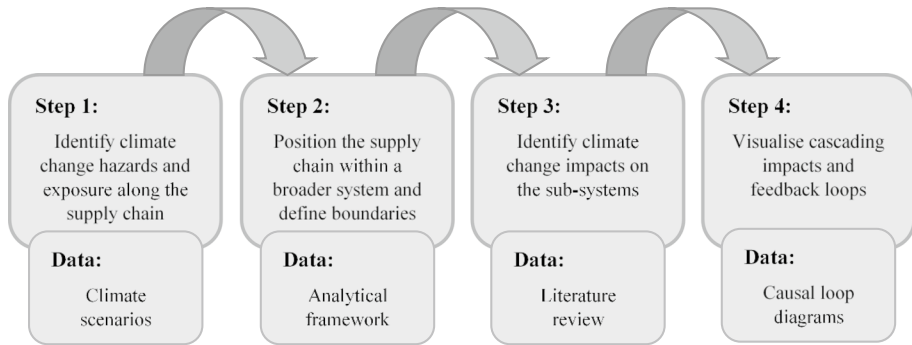 Step 1:
Identify climate
change hazards and
exposure along the
supply chain
Data:
Climate
scenarios
Step 2:
Position the supply
chain within a
broader system and
define boundaries
Data:
Analytical
framework
Step 3:
Identify climate
change impacts on
the sub-systems
Data:
Literature
review
Step 4:
Visualise cascading
impacts and
feedback loops
Data:
Causal loop
diagrams